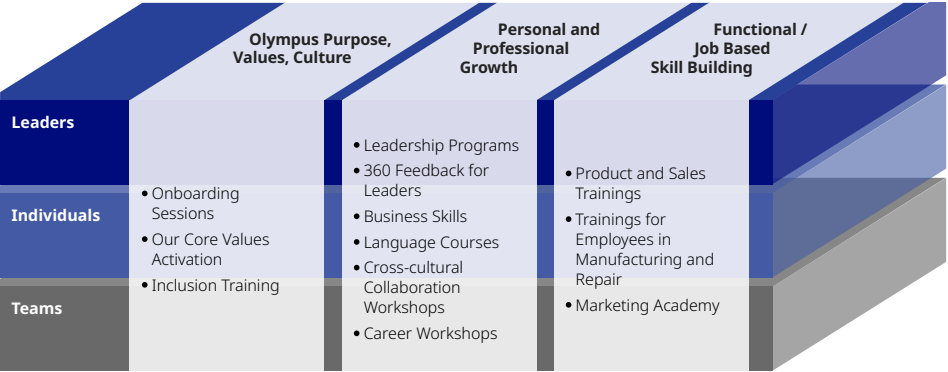 Olympus Purpose,
Values, Culture
Personal and
Professional
Growth
Functional /
Job Based
Skill Building
Leaders
Individuals
Teams
• Onboarding
Sessions
• Our Core Values
Activation
• Inclusion Training
• Leadership Programs
• 360 Feedback for
Leaders
• Business Skills
• Language Courses
• Cross-cultural
Collaboration
Workshops
• Career Workshops
• Product and Sales
Trainings
• Trainings for
Employees in
Manufacturing and
Repair
• Marketing Academy